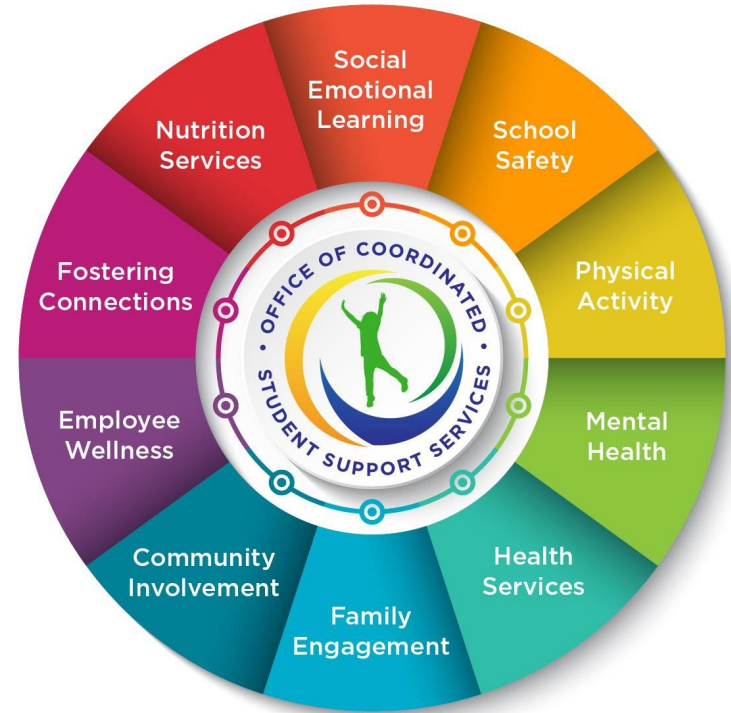 Social
Emotional
Learning
School
Safety
Physical
Activity
Mental
Health
Health
Services
Family
Engagement
Community
Involvement
Employee
Wellness
Fostering
Connections
Nutrition
Services
• OFFICE OF COORDINATED •
STUDENT SUPPORT SERVICES